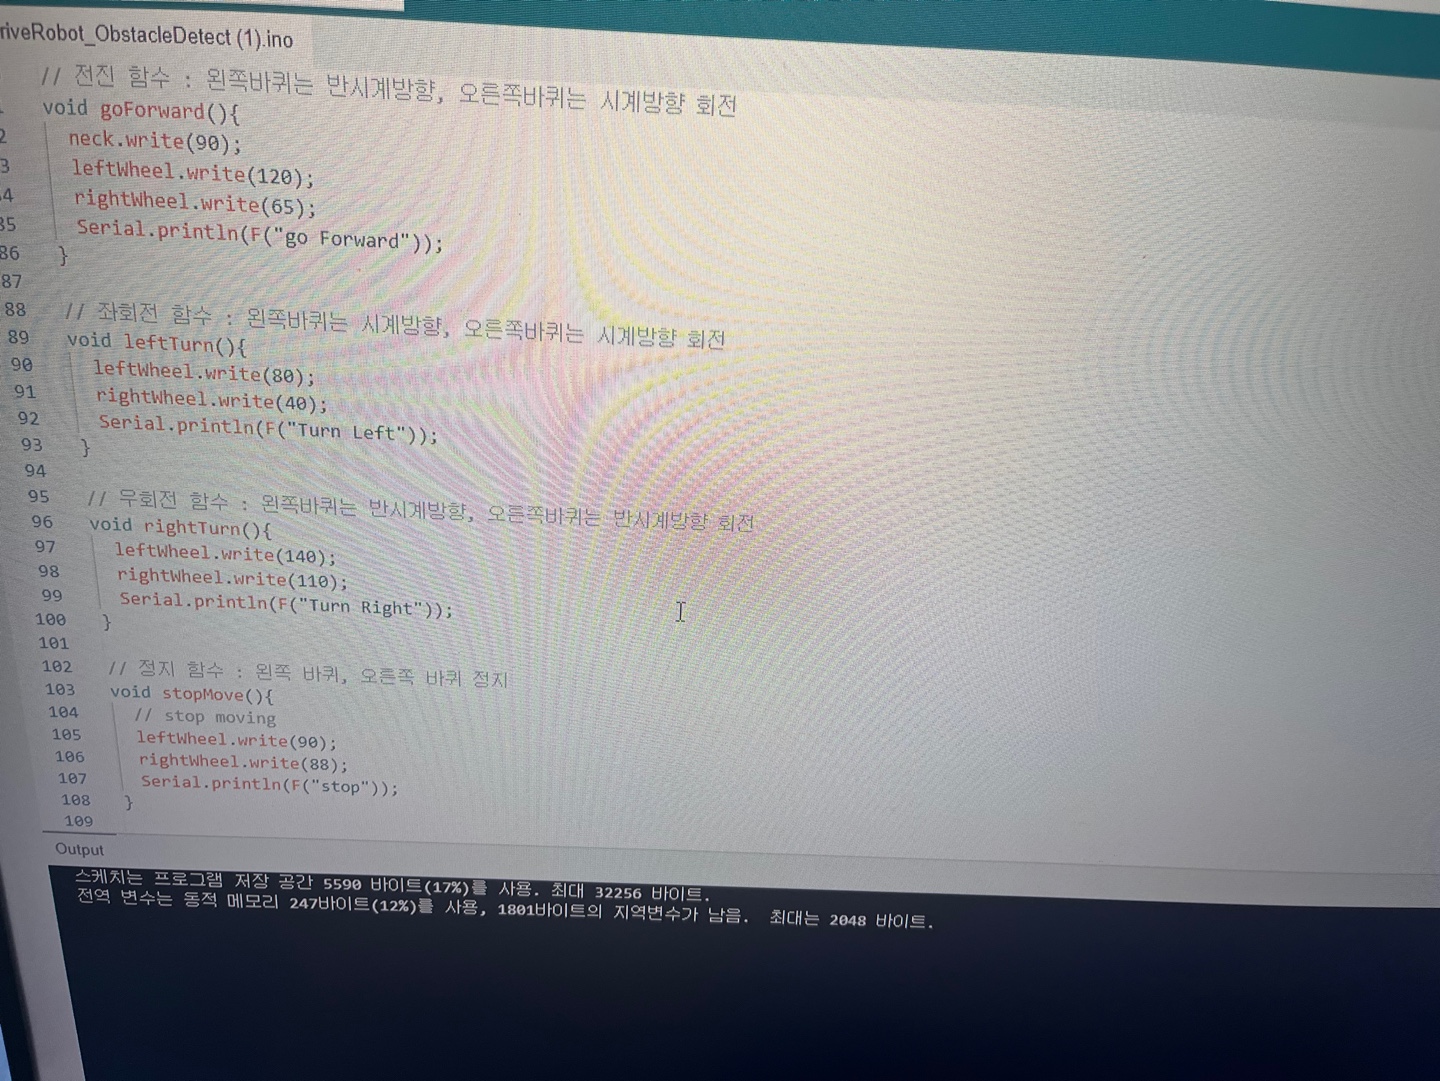 riveRobot_ObstacleDetect (1).ino
// 전진 함수 : 왼쪽바퀴는 반시계방향, 오른쪽바퀴는 시계방향 회전
void goForward(){
2 neck.write(90);
3 leftWheel.write(120);
4 rightWheel.write(65);
85 Serial.println(F("go Forward"));
86 }
87
88 // 좌회전 함수 : 왼쪽바퀴는 시계방향, 오른쪽바퀴는 시계방향 회전
89 void leftTurn(){
90 leftWheel.write(80);
91 rightWheel.write(40);
92 Serial.println(F("Turn Left"));
93 }
94
95 // 우회전 함수 : 왼쪽바퀴는 반시계방향, 오른쪽바퀴는 반시계방향 회전
96 void rightTurn(){
97 leftWheel.write(140);
98 rightWheel.write(110);
99 Serial.println(F("Turn Right"));
100 }
101
102 // 정지 함수 : 왼쪽 바퀴, 오른쪽 바퀴 정지
103 void stopMove(){
104 // stop moving
105 leftWheel.write(90);
106 rightWheel.write(88);
107 Serial.println(F("stop"));
108 }
109
Output
스케치는 프로그램 저장 공간 5590 바이트(17%)를 사용. 최대 32256 바이트.
전역 변수는 동적 메모리 247바이트(12%)를 사용, 1801바이트의 지역변수가 남음. 최대는 2048 바이트.